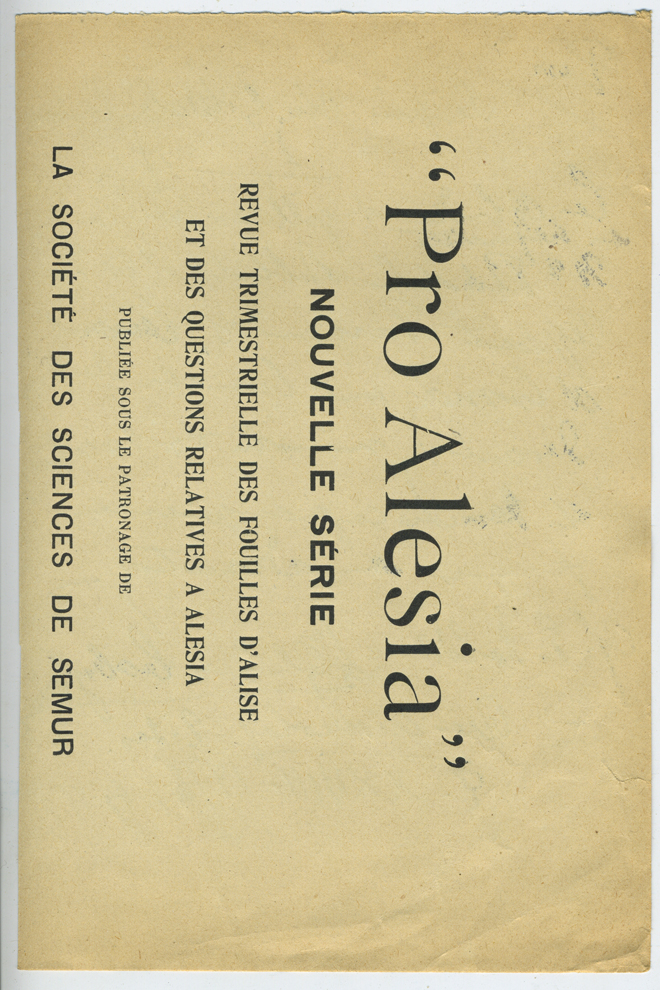 “Pro Alesia”
NOUVELLE SÉRIE
REVUE TRIMESTRIELLE DES FOUILLES D'ALISE
ET DES QUESTIONS RELATIVES A ALESIA
PUBLIÉE SOUS LE PATRONAGE DE
LA SOCIÉTÉ DES SCIENCES DE SEMUR